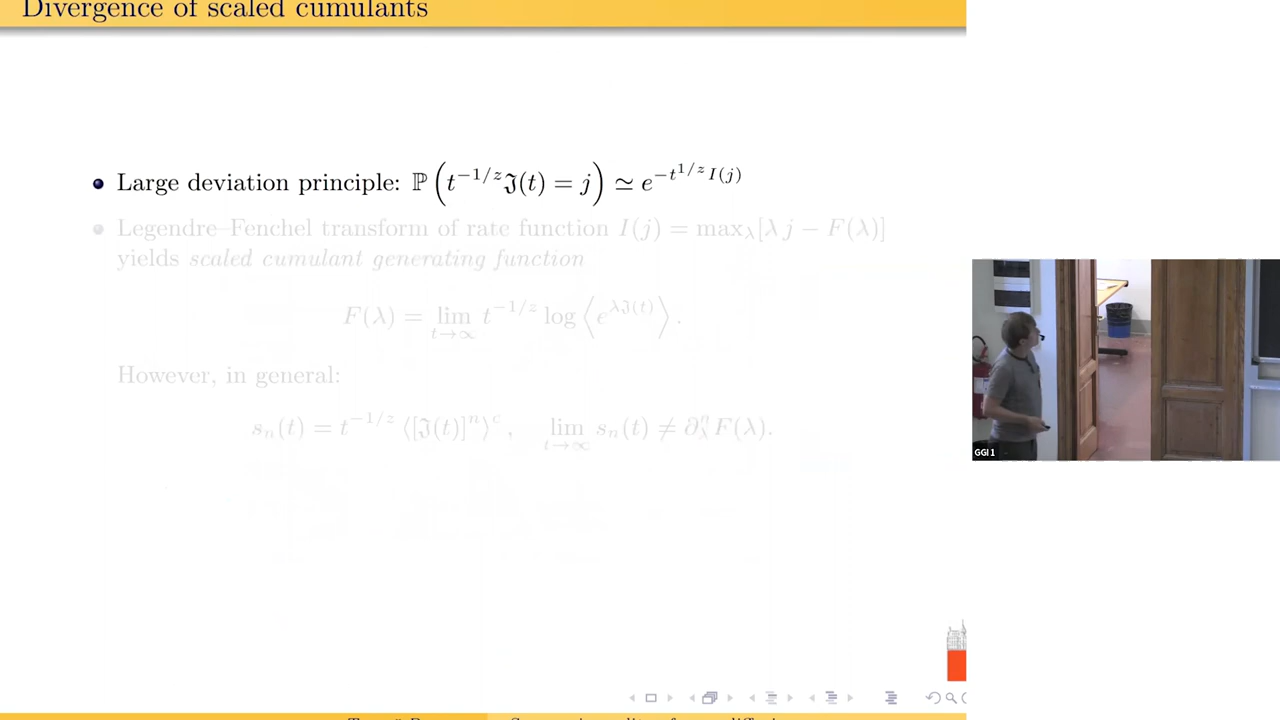 Divergence of scaled cumulants
Large deviation principle: ℙ(t^{-1/z}𝔍(t) = j) ≃ e^{-t^{1/z} I(j)}
Legendre–Fenchel transform of rate function I(j) = max_λ[λ j − F(λ)]
yields scaled cumulant generating function
F(λ) = lim_{t→∞} t^{-1/z} log ⟨e^{λ𝔍(t)}⟩.
However, in general:
s_n(t) = t^{-1/z} ⟨[𝔍(t)]^n⟩^c, lim_{t→∞} s_n(t) ≠ ∂_λ^n F(λ).
GGI 1